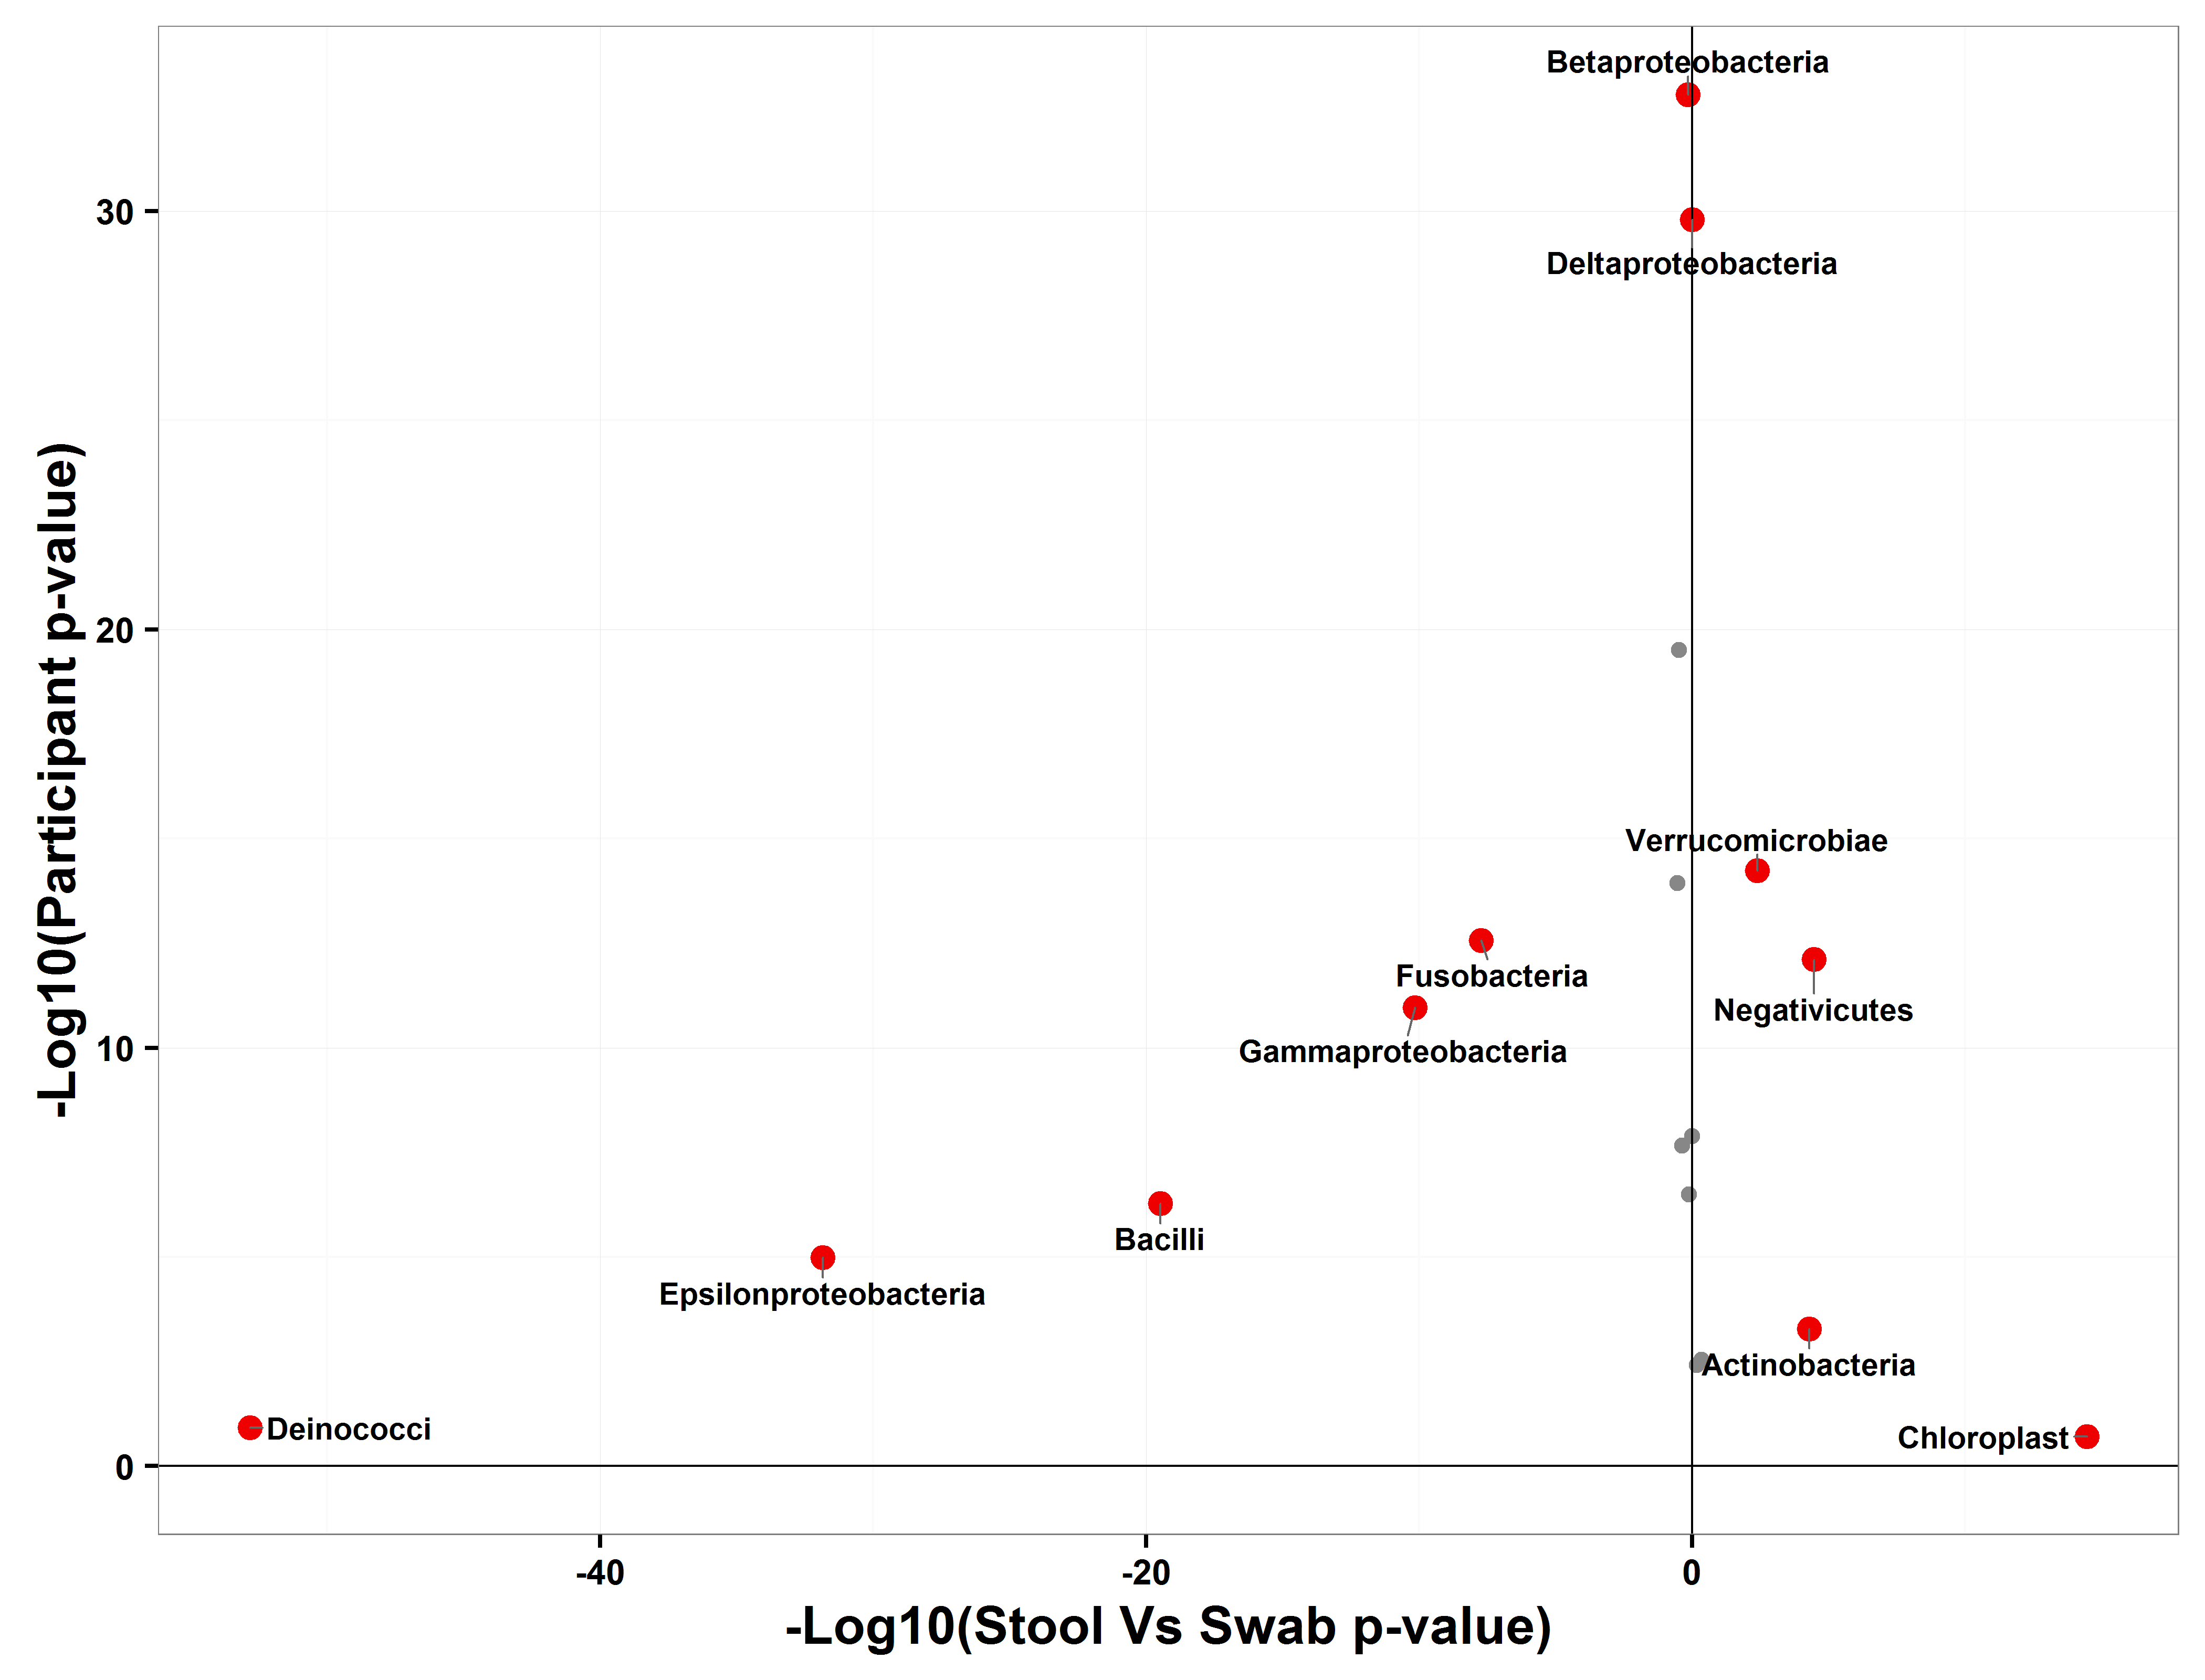 Betaproteobacteria
30
Deltaproteobacteria
-Log10(Participant p-value)
20
Verrucomicrobiae
Fusobacteria
Negativicutes
10
Gammaproteobacteria
Bacilli
Epsilonproteobacteria
Actinobacteria
Deinococci
Chloroplast
0
-40
-20
0
-Log10(Stool Vs Swab p-value)